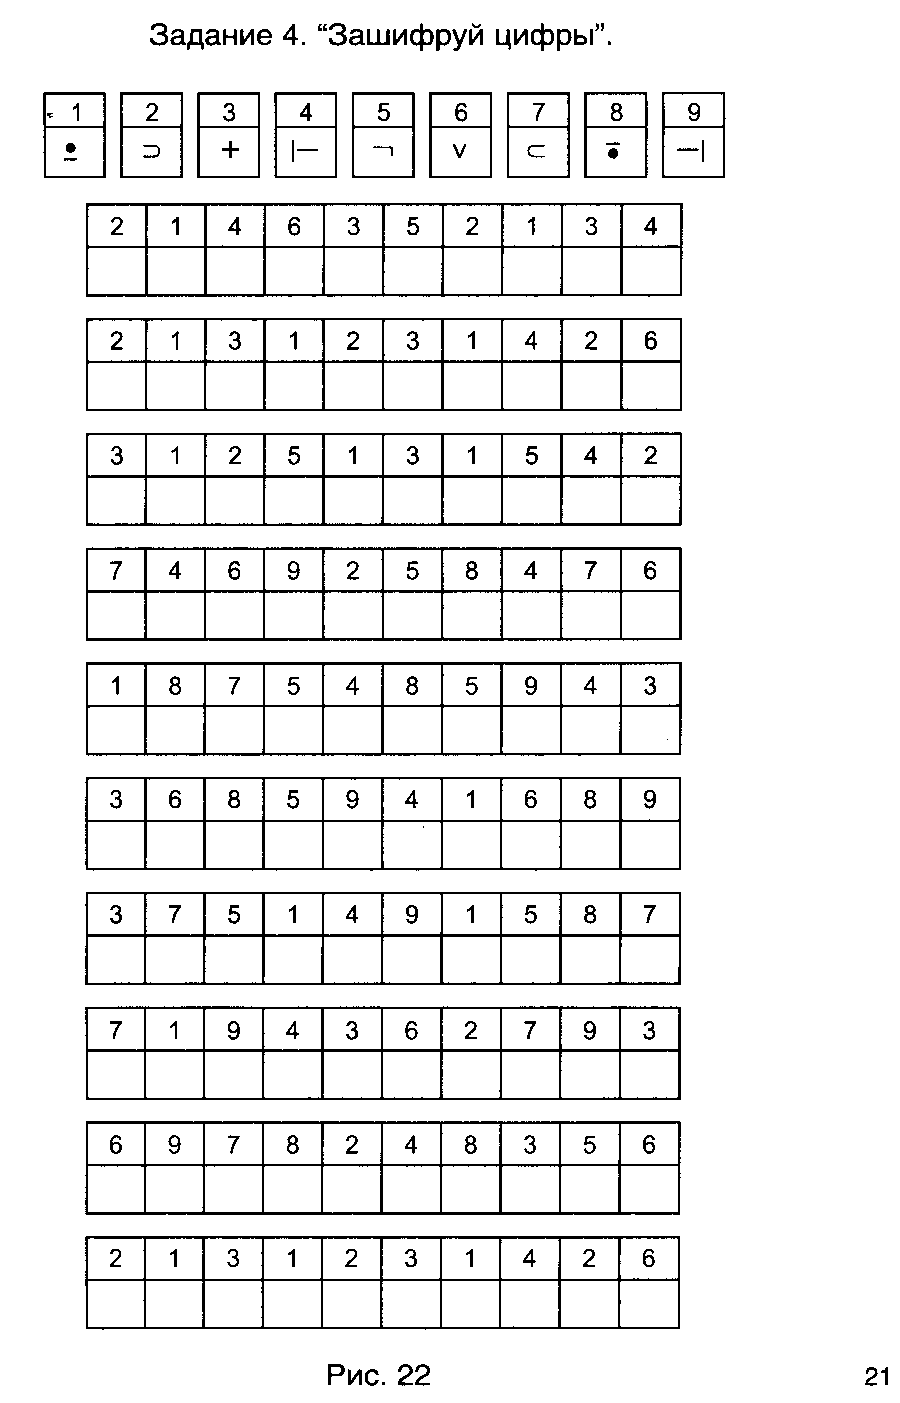 Задание 4. “Зашифруй цифры”.
1 2 3 4 5 6 7 8 9
•̲ ⊃ + |— ¬ v ⊂ •̅ —|
2 1 4 6 3 5 2 1 3 4
2 1 3 1 2 3 1 4 2 6
3 1 2 5 1 3 1 5 4 2
7 4 6 9 2 5 8 4 7 6
1 8 7 5 4 8 5 9 4 3
3 6 8 5 9 4 1 6 8 9
3 7 5 1 4 9 1 5 8 7
7 1 9 4 3 6 2 7 9 3
6 9 7 8 2 4 8 3 5 6
2 1 3 1 2 3 1 4 2 6
Рис. 22
21